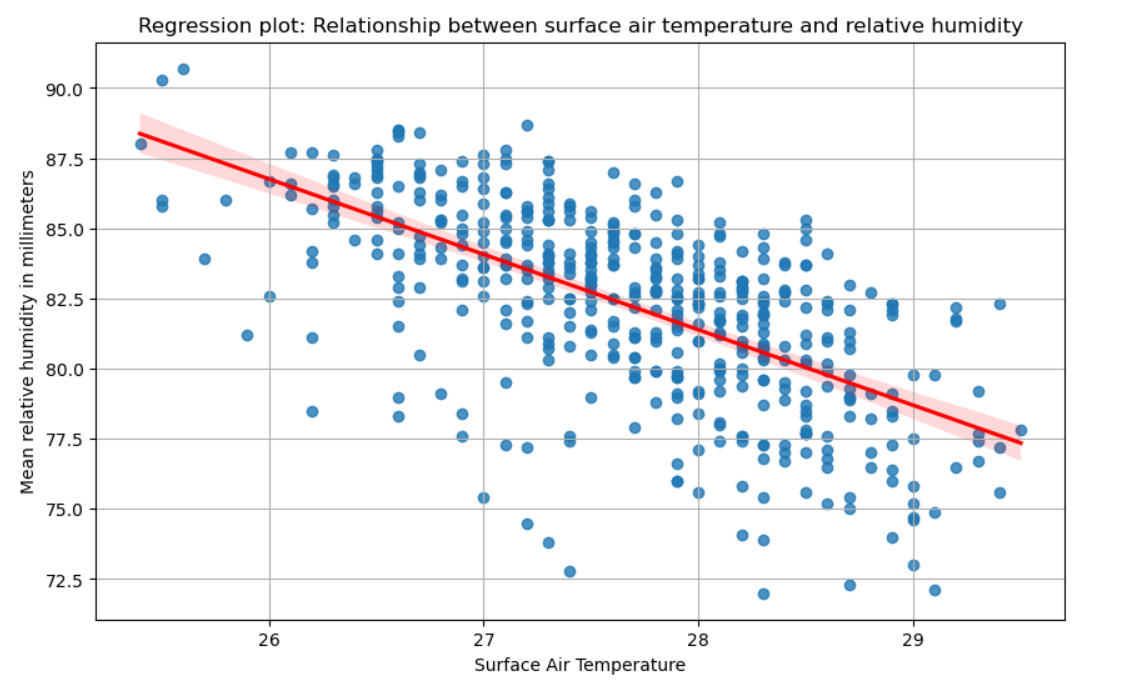 Regression plot: Relationship between surface air temperature and relative humidity
Mean relative humidity in millimeters
90.0
87.5
85.0
82.5
80.0
77.5
75.0
72.5
26 27 28 29
Surface Air Temperature